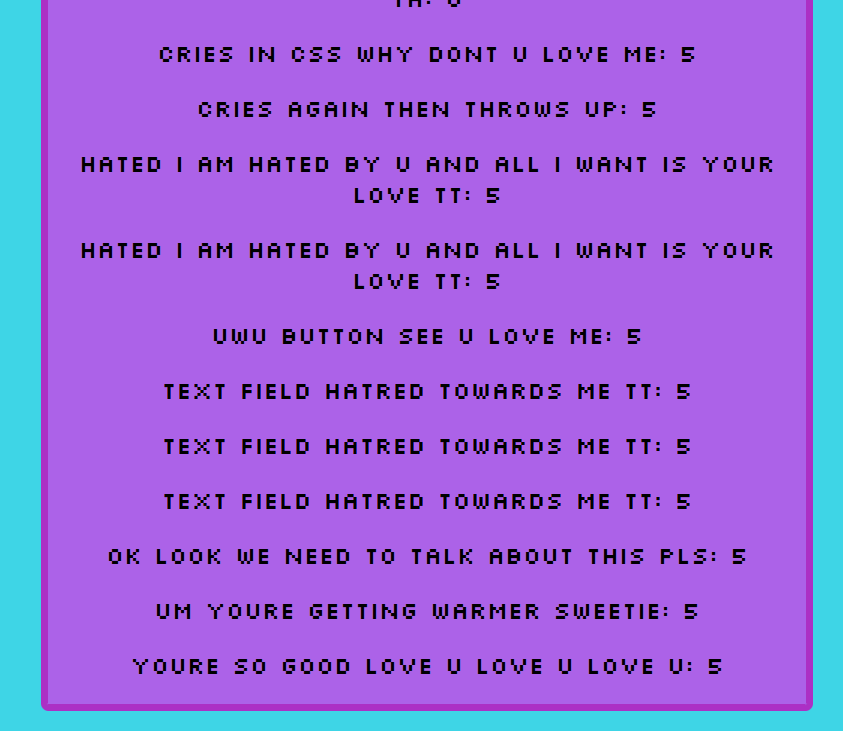 CRIES IN CSS WHY DONT U LOVE ME: 5
CRIES AGAIN THEN THROWS UP: 5
HATED I AM HATED BY U AND ALL I WANT IS YOUR
LOVE TT: 5
HATED I AM HATED BY U AND ALL I WANT IS YOUR
LOVE TT: 5
UWU BUTTON SEE U LOVE ME: 5
TEXT FIELD HATRED TOWARDS ME TT: 5
TEXT FIELD HATRED TOWARDS ME TT: 5
TEXT FIELD HATRED TOWARDS ME TT: 5
OK LOOK WE NEED TO TALK ABOUT THIS PLS: 5
UM YOURE GETTING WARMER SWEETIE: 5
YOURE SO GOOD LOVE U LOVE U LOVE U: 5